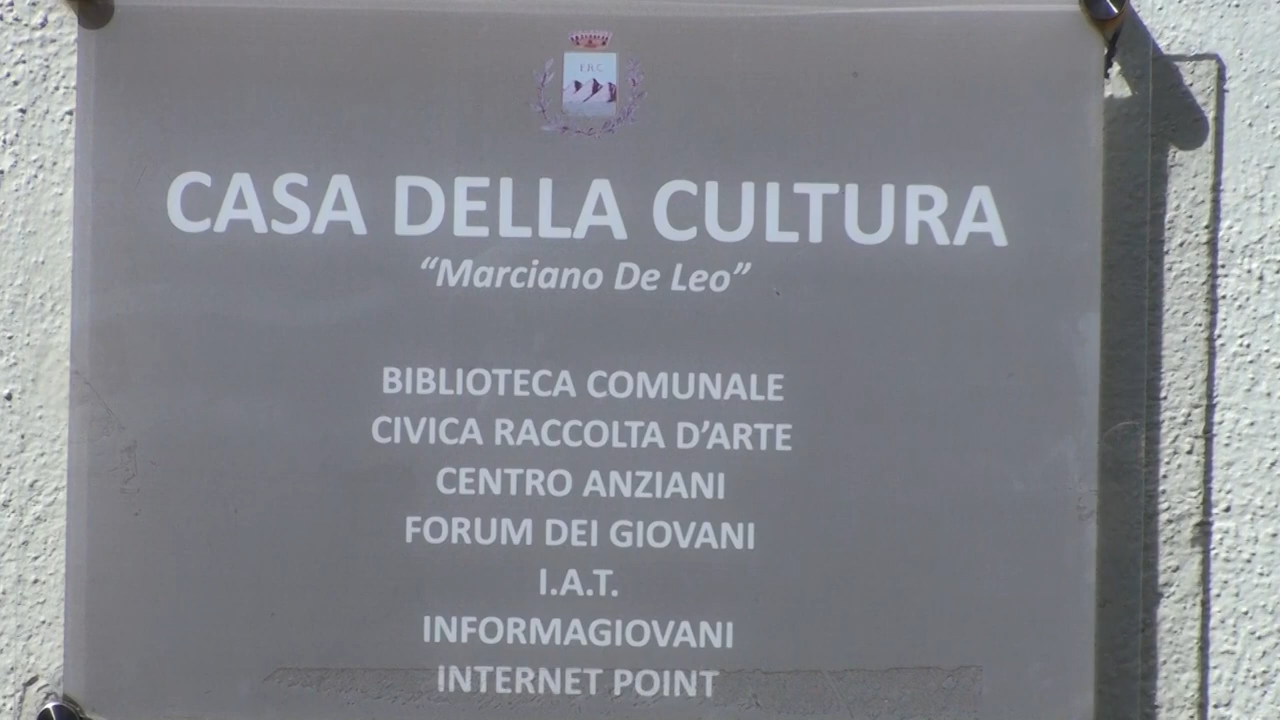 F.R.C.
CASA DELLA CULTURA
“Marciano De Leo”
BIBLIOTECA COMUNALE
CIVICA RACCOLTA D’ARTE
CENTRO ANZIANI
FORUM DEI GIOVANI
I.A.T.
INFORMAGIOVANI
INTERNET POINT